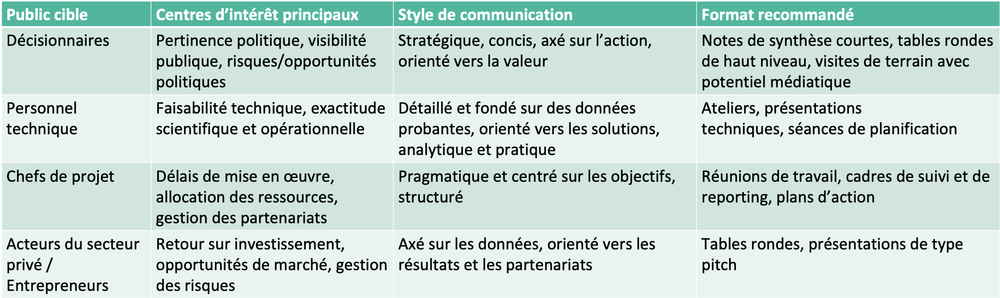 Public cible
Centres d’intérêt principaux
Style de communication
Format recommandé
Décisionnaires
Pertinence politique, visibilité
publique, risques/opportunités
politiques
Stratégique, concis, axé sur l’action,
orienté vers la valeur
Notes de synthèse courtes, tables rondes
de haut niveau, visites de terrain avec
potentiel médiatique
Personnel
technique
Faisabilité technique, exactitude
scientifique et opérationnelle
Détaillé et fondé sur des données
probantes, orienté vers les solutions,
analytique et pratique
Ateliers, présentations
techniques, séances de planification
Chefs de projet
Délais de mise en œuvre,
allocation des ressources,
gestion des partenariats
Pragmatique et centré sur les objectifs,
structuré
Réunions de travail, cadres de suivi et de
reporting, plans d’action
Acteurs du secteur
privé /
Entrepreneurs
Retour sur investissement,
opportunités de marché, gestion
des risques
Axé sur les données, orienté vers les
résultats et les partenariats
Tables rondes, présentations de type
pitch